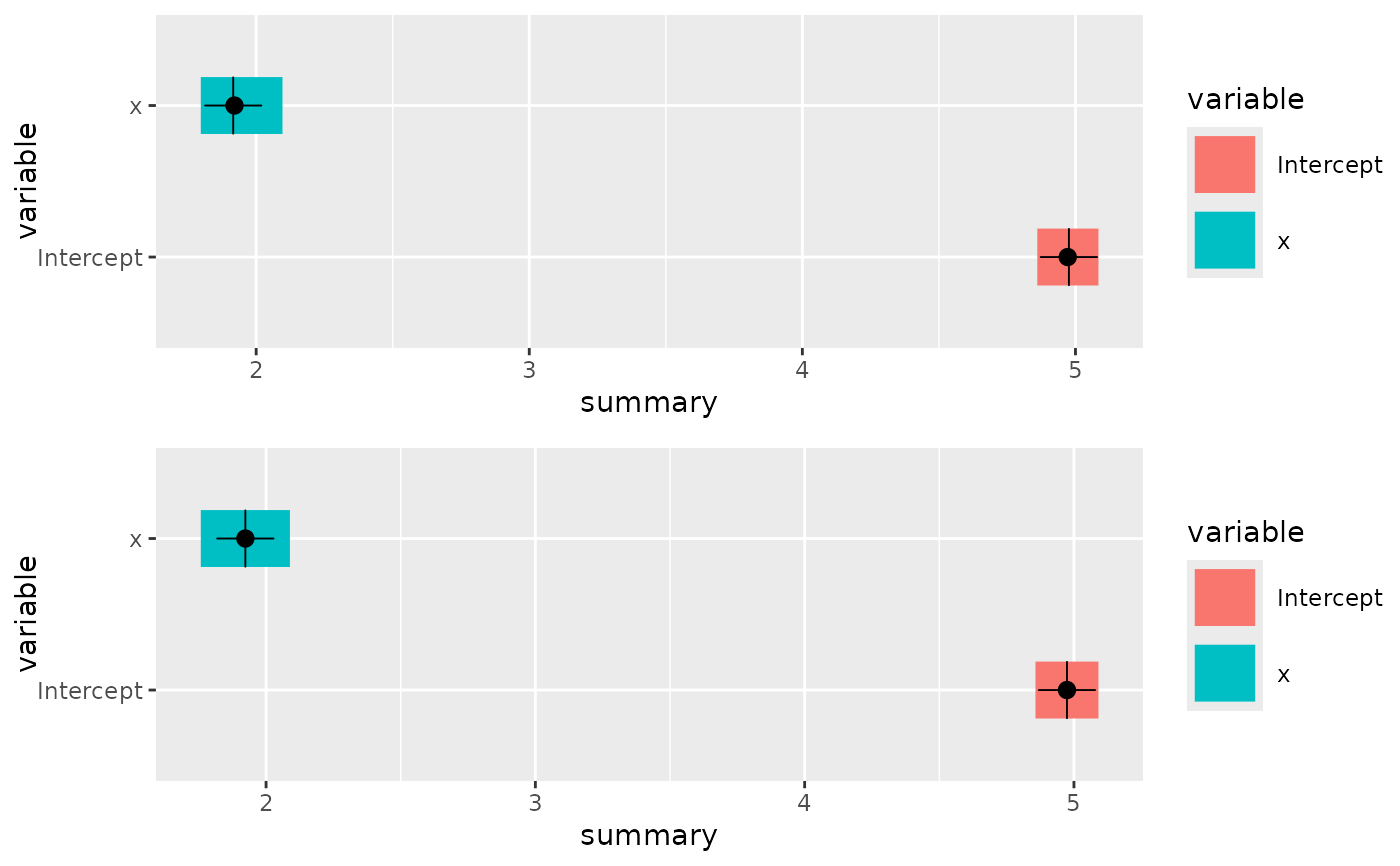 variable
x
Intercept
2 3 4 5
summary
variable
Intercept
x
variable
x
Intercept
2 3 4 5
summary
variable
Intercept
x